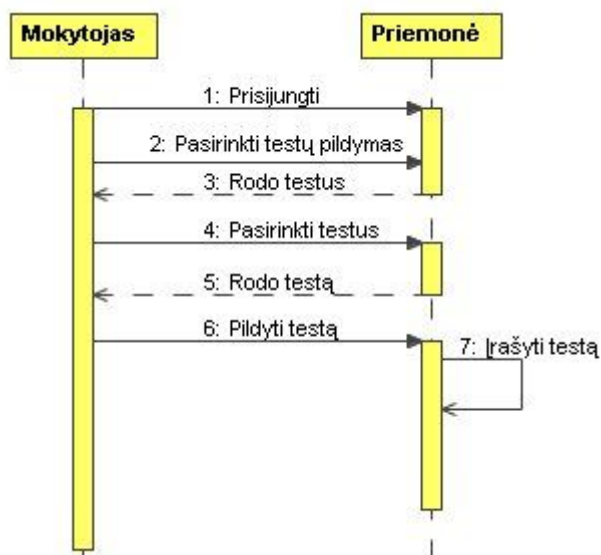 Mokytojas
Priemonė
1: Prisijungti
2: Pasirinkti testų pildymas
3: Rodo testus
4: Pasirinkti testus
5: Rodo testą
6: Pildyti testą
7: Įrašyti testą